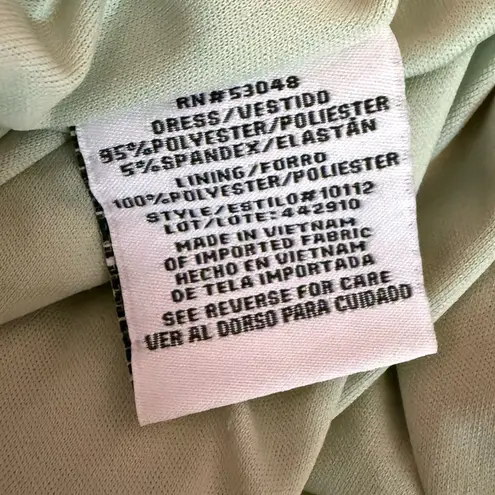 RN#53048
DRESS/VESTIDO
95%POLYESTER/POLIESTER
5%SPANDEX/ELASTÁN
LINING/FORRO
100%POLYESTER/POLIESTER
STYLE/ESTILO#10112
LOT/LOTE:442910
MADE IN VIETNAM
OF IMPORTED FABRIC
HECHO EN VIETNAM
DE TELA IMPORTADA
SEE REVERSE FOR CARE
VER AL DORSO PARA CUIDADO